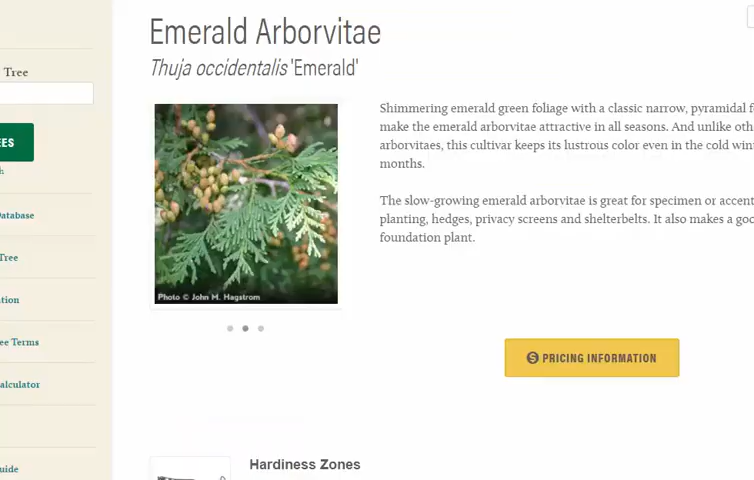 Emerald Arborvitae
Thuja occidentalis 'Emerald'
Tree
EES
h
Database
Tree
tion
ee Terms
alculator
uide
Photo © John M. Hagstrom
Shimmering emerald green foliage with a classic narrow, pyramidal f
make the emerald arborvitae attractive in all seasons. And unlike oth
arborvitaes, this cultivar keeps its lustrous color even in the cold win
months.
The slow-growing emerald arborvitae is great for specimen or accent
planting, hedges, privacy screens and shelterbelts. It also makes a goo
foundation plant.
PRICING INFORMATION
Hardiness Zones